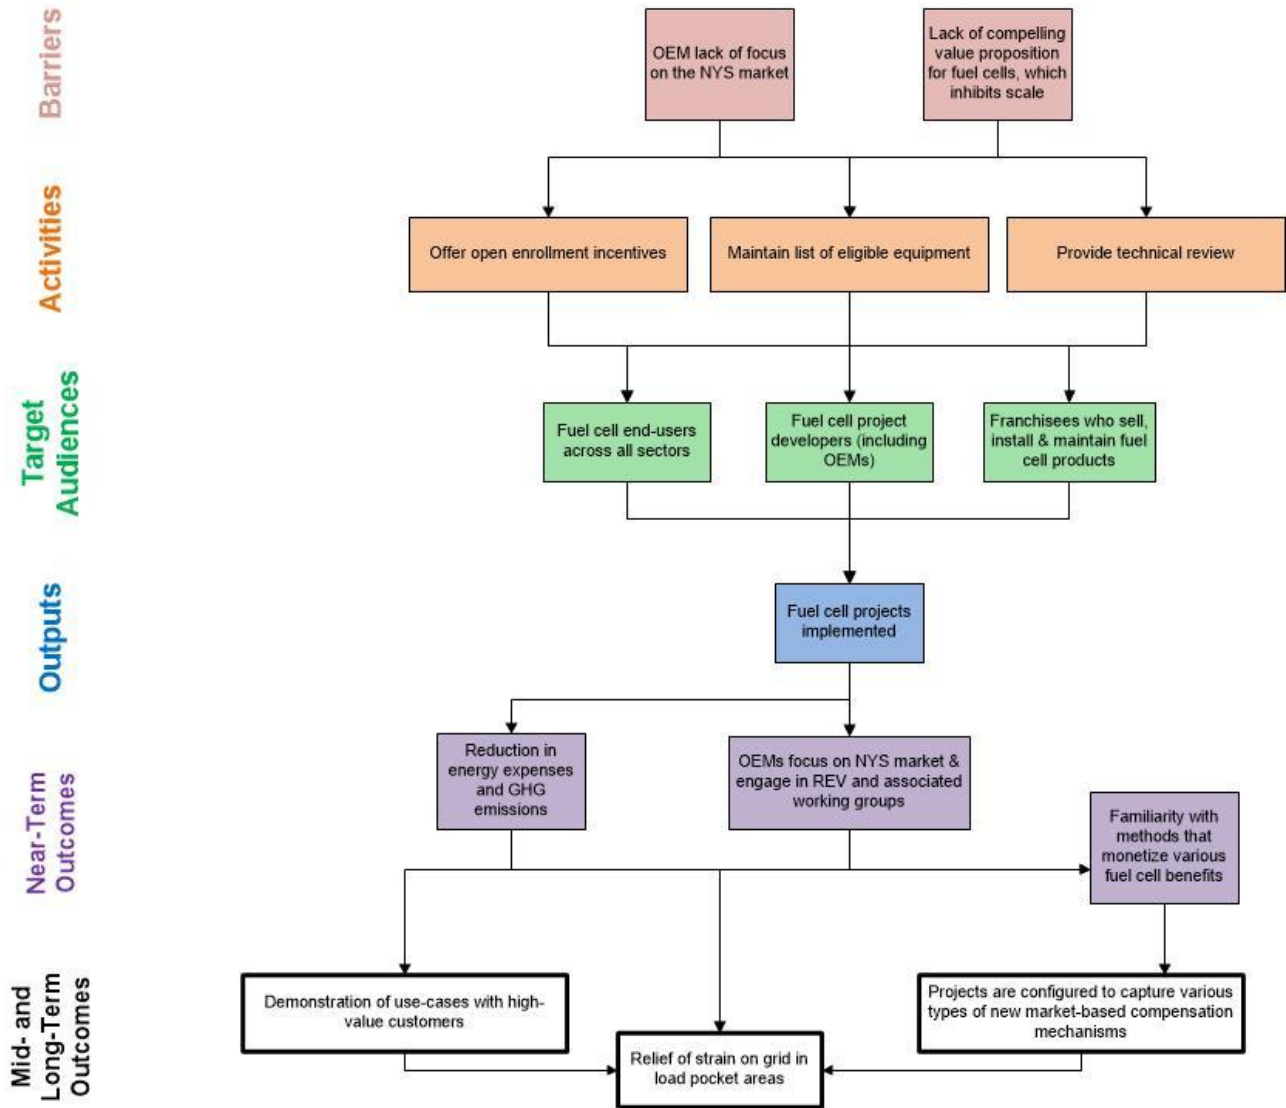 Barriers
OEM lack of focus
on the NYS market
Lack of compelling
value proposition
for fuel cells, which
inhibits scale
Activities
Offer open enrollment incentives
Maintain list of eligible equipment
Provide technical review
Target
Audiences
Fuel cell end-users
across all sectors
Fuel cell project
developers (including
OEMs)
Franchisees who sell,
install & maintain fuel
cell products
Outputs
Fuel cell projects
implemented
Near-Term
Outcomes
Reduction in
energy expenses
and GHG
emissions
OEMs focus on NYS market &
engage in REV and associated
working groups
Familiarity with
methods that
monetize various
fuel cell benefits
Mid- and
Long-Term
Outcomes
Demonstration of use-cases with high-
value customers
Relief of strain on grid in
load pocket areas
Projects are configured to capture various
types of new market-based compensation
mechanisms